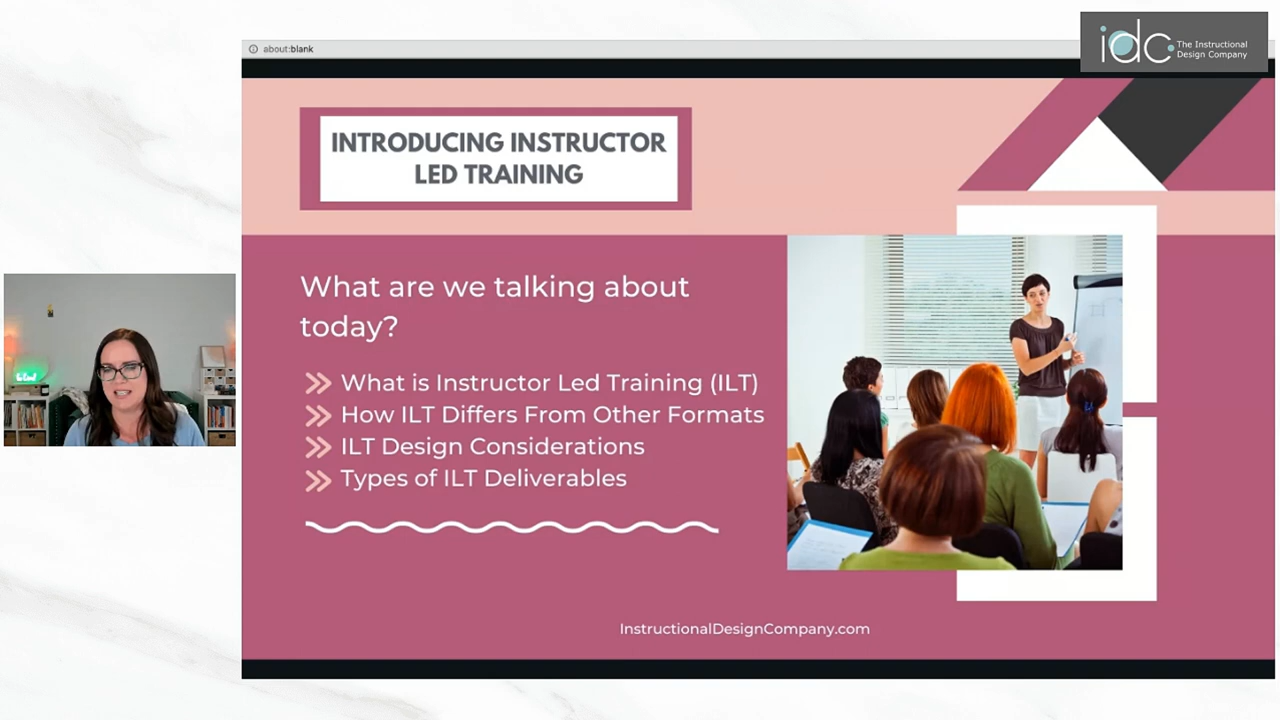 about:blank
idc.
The Instructional
Design Company
INTRODUCING INSTRUCTOR
LED TRAINING
What are we talking about
today?
What is Instructor Led Training (ILT)
How ILT Differs From Other Formats
ILT Design Considerations
Types of ILT Deliverables
InstructionalDesignCompany.com